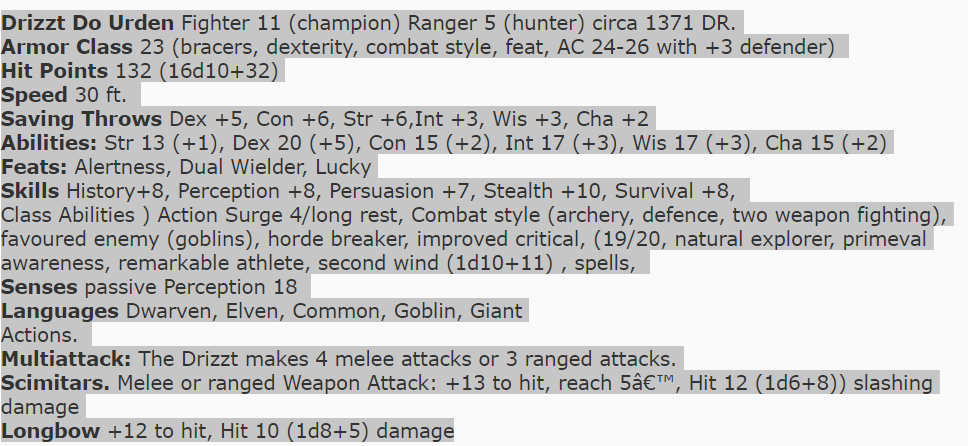 Drizzt Do Urden Fighter 11 (champion) Ranger 5 (hunter) circa 1371 DR.
Armor Class 23 (bracers, dexterity, combat style, feat, AC 24-26 with +3 defender)
Hit Points 132 (16d10+32)
Speed 30 ft.
Saving Throws Dex +5, Con +6, Str +6,Int +3, Wis +3, Cha +2
Abilities: Str 13 (+1), Dex 20 (+5), Con 15 (+2), Int 17 (+3), Wis 17 (+3), Cha 15 (+2)
Feats: Alertness, Dual Wielder, Lucky
Skills History+8, Perception +8, Persuasion +7, Stealth +10, Survival +8,
Class Abilities ) Action Surge 4/long rest, Combat style (archery, defence, two weapon fighting),
favoured enemy (goblins), horde breaker, improved critical, (19/20, natural explorer, primeval
awareness, remarkable athlete, second wind (1d10+11) , spells,
Senses passive Perception 18
Languages Dwarven, Elven, Common, Goblin, Giant
Actions.
Multiattack: The Drizzt makes 4 melee attacks or 3 ranged attacks.
Scimitars. Melee or ranged Weapon Attack: +13 to hit, reach 5â€™, Hit 12 (1d6+8)) slashing
damage
Longbow +12 to hit, Hit 10 (1d8+5) damage